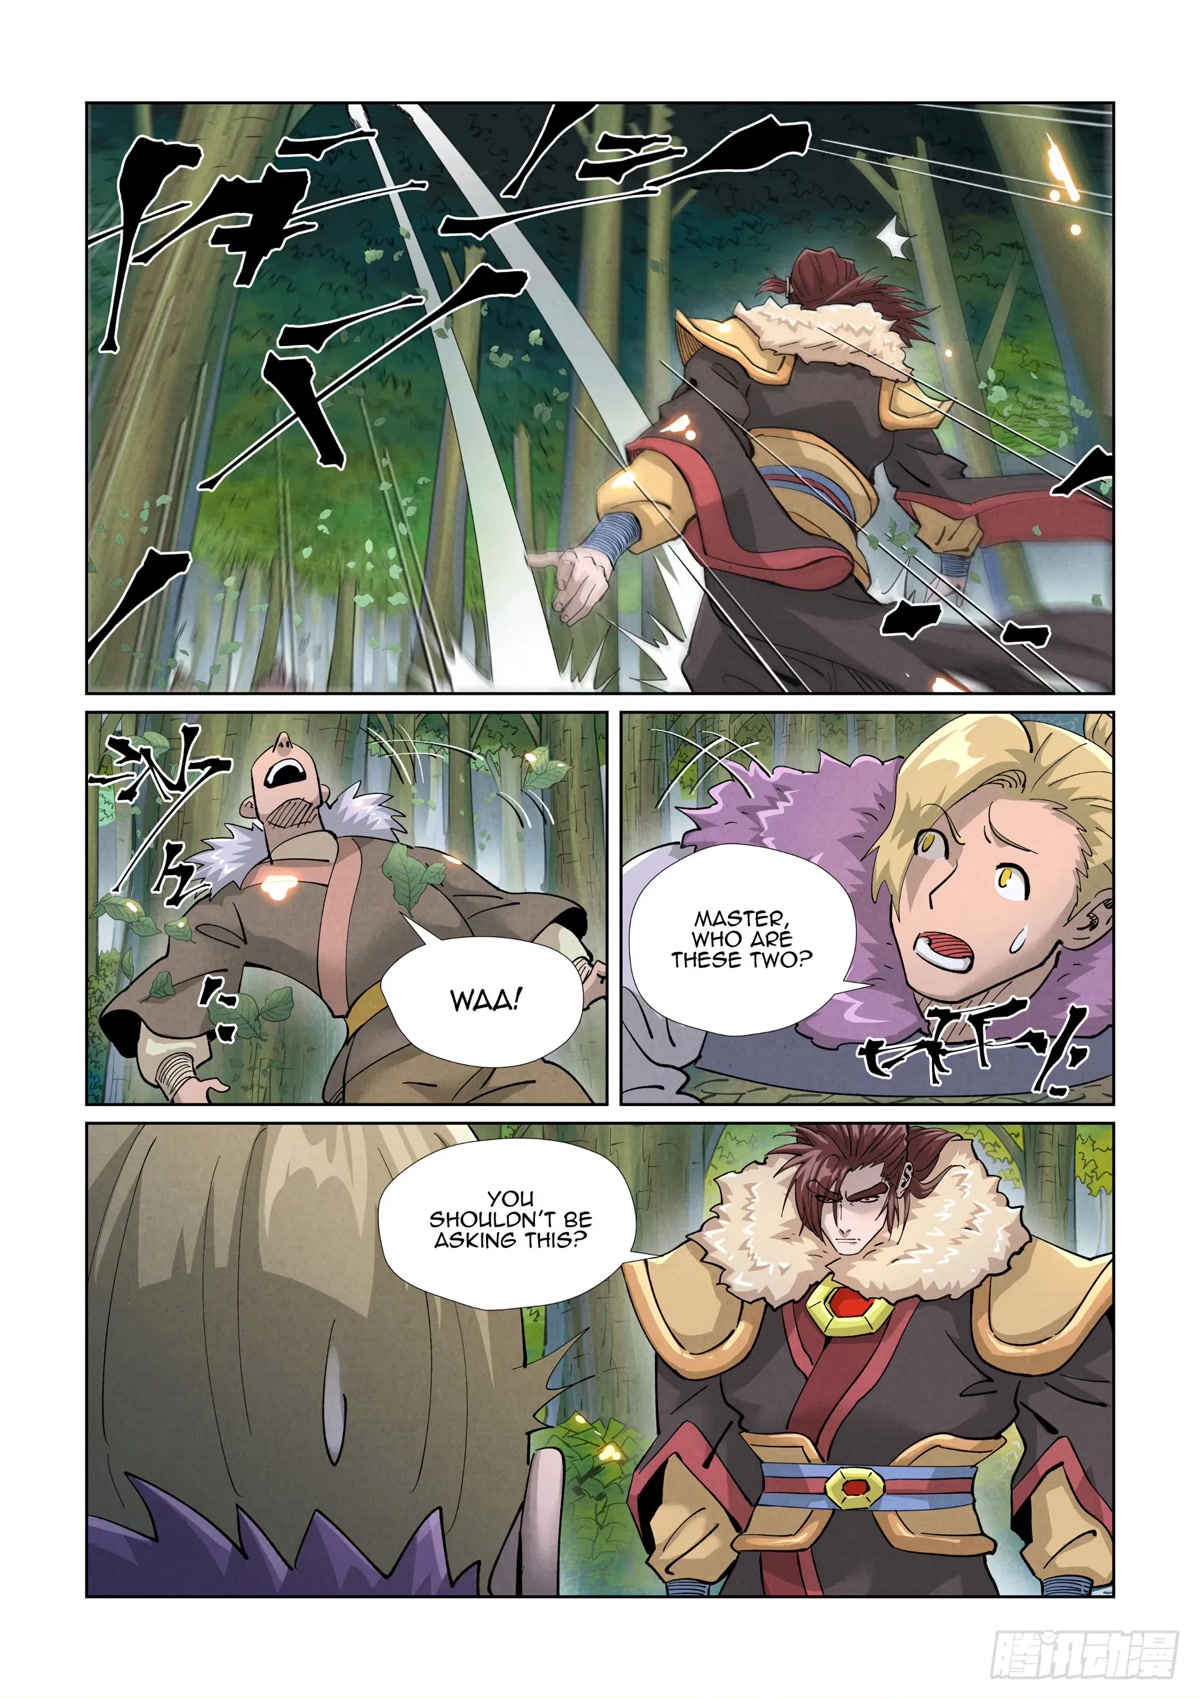 WAA!
MASTER,
WHO ARE
THESE TWO?
YOU
SHOULDN'T BE
ASKING THIS?
腾讯动漫